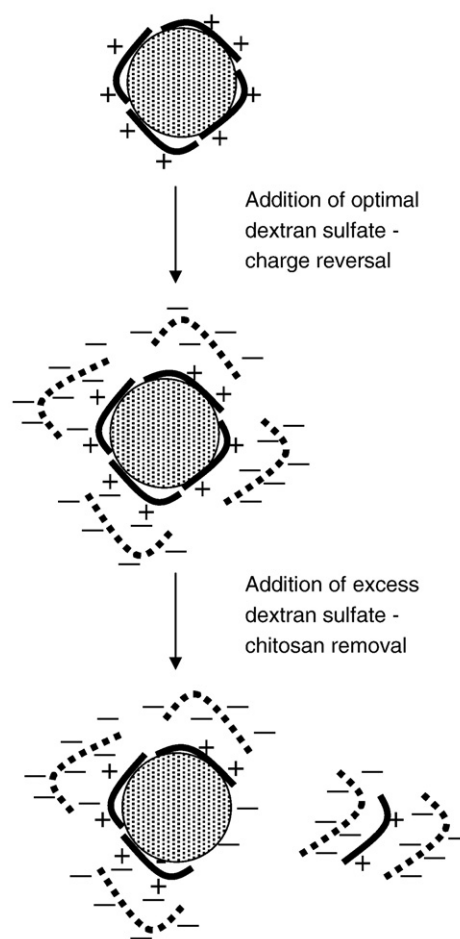 Addition of optimal
dextran sulfate -
charge reversal
Addition of excess
dextran sulfate -
chitosan removal